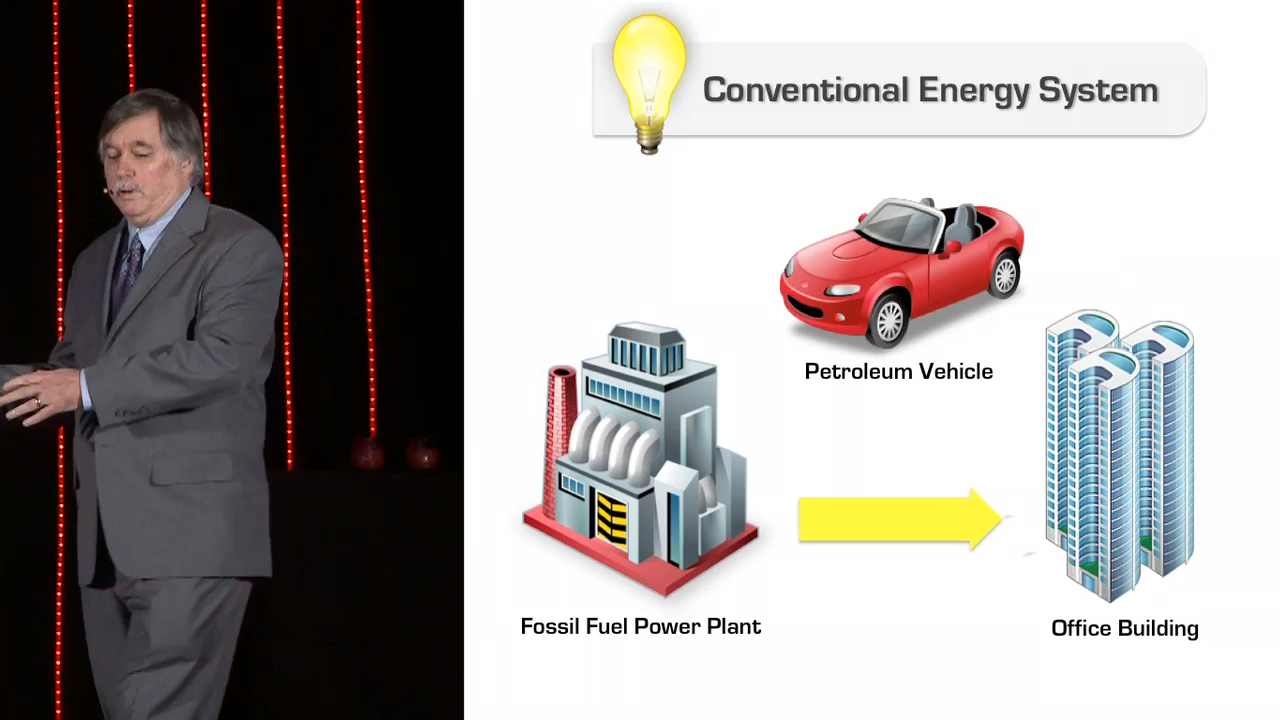 Conventional Energy System
Petroleum Vehicle
Fossil Fuel Power Plant
Office Building